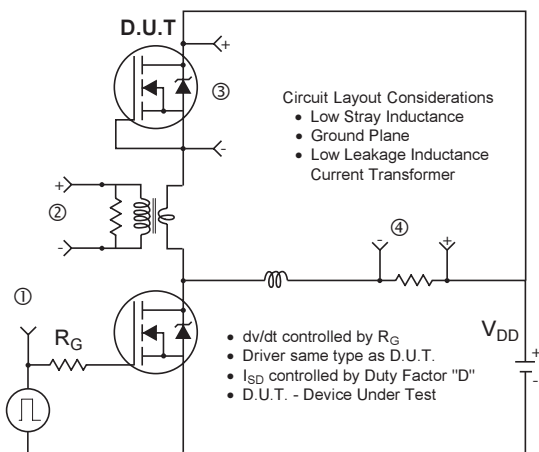 D.U.T
+
③
-
Circuit Layout Considerations
• Low Stray Inductance
• Ground Plane
• Low Leakage Inductance
Current Transformer
+
②
-
④
-
+
①
R_G
V_DD
+
-
• dv/dt controlled by R_G
• Driver same type as D.U.T.
• I_SD controlled by Duty Factor "D"
• D.U.T. - Device Under Test